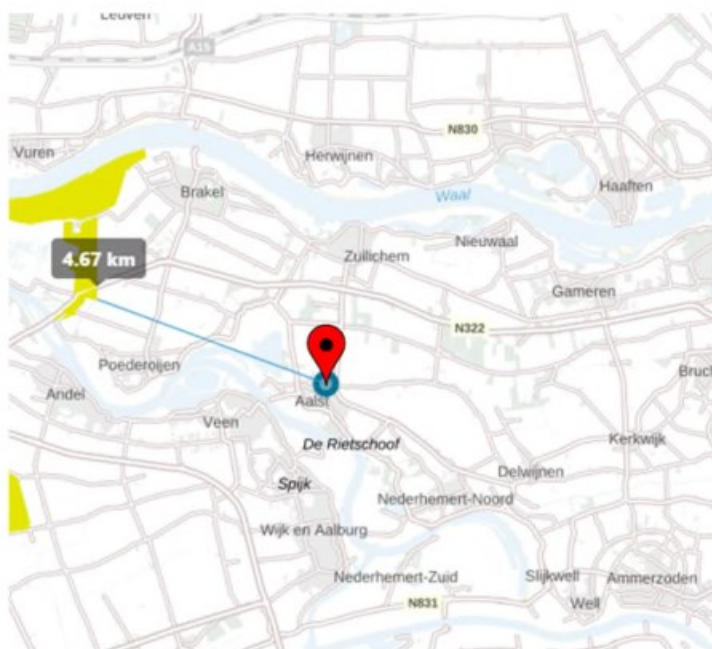 Leuven
A15
N830
Vuren
Herwijnen
Haaften
Brakel
Waal
Nieuwaal
Zuilichem
4.67 km
Gameren
N322
Poederoijen
Bruch
Andel
Aalst
Veen
De Rietschoof
Kerkwijk
Delwijnen
Spijk
Nederhemert-Noord
Wijk en Aalburg
Nederhemert-Zuid
Slijkwell
Ammerzoden
N831
Well